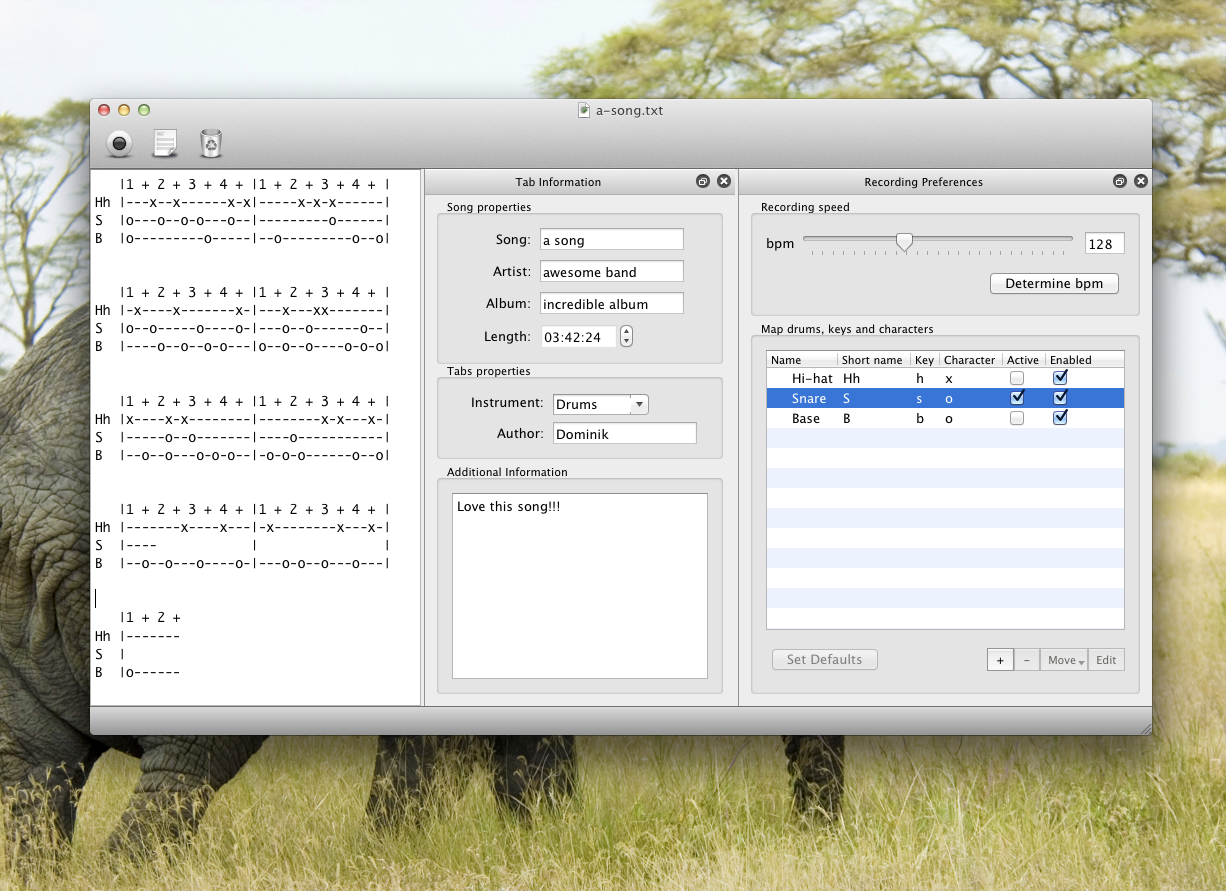 a-song.txt
|1 + 2 + 3 + 4 + |1 + 2 + 3 + 4 + |
Hh |---x--x------x-x|-----x-x-x------|
S |o---o-o-o---o---|---------o------|
B |o---------o-----|--o---------o--o|
|1 + 2 + 3 + 4 + |1 + 2 + 3 + 4 + |
Hh |-x----x-------x-|---x----xx------|
S |o--o-----o----o-|---o--o------o--|
B |----o--o--o-o---|o--o--o----o-o-o|
|1 + 2 + 3 + 4 + |1 + 2 + 3 + 4 + |
Hh |x----x-x--------|--------x-x---x-|
S |-----o--o-------|----o-----------|
B |--o--o---o-o-o--|-o-o-o------o--o|
|1 + 2 + 3 + 4 + |1 + 2 + 3 + 4 + |
Hh |-------x----x---|-x--------x---x-|
S |---- | |
B |--o--o---o----o-|---o-o--o---o---|
|1 + 2 +
Hh |-------
S |
B |o------
Tab Information
Song properties
Song: a song
Artist: awesome band
Album: incredible album
Length: 03:42:24
Tabs properties
Instrument: Drums
Author: Dominik
Additional Information
Love this song!!!
Recording Preferences
Recording speed
bpm 128
Determine bpm
Map drums, keys and characters
Name Short name Key Character Active Enabled
Hi-hat Hh h x
Snare S s o
Base B b o
Set Defaults + - Move Edit